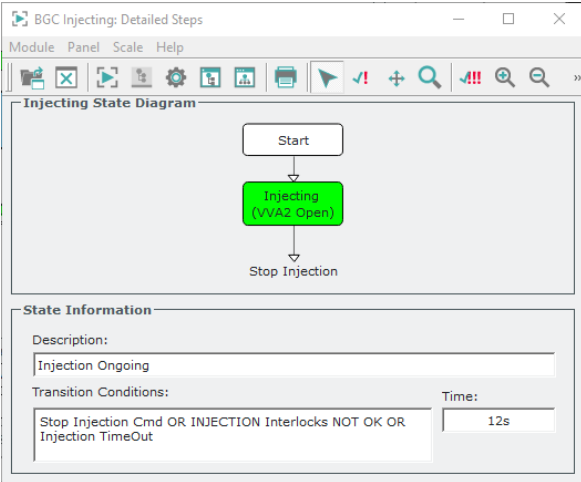 BGC Injecting: Detailed Steps
Module Panel Scale Help
Injecting State Diagram
Start
Injecting
(VVA2 Open)
Stop Injection
State Information
Description:
Injection Ongoing
Transition Conditions:
Time:
Stop Injection Cmd OR INJECTION Interlocks NOT OK OR
Injection TimeOut
12s